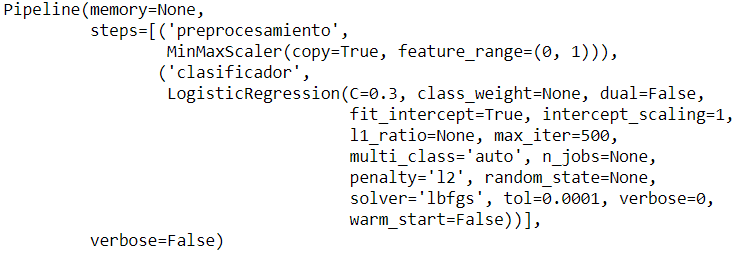 Pipeline(memory=None,
         steps=[('preprocesamiento',
                 MinMaxScaler(copy=True, feature_range=(0, 1))),
                ('clasificador',
                 LogisticRegression(C=0.3, class_weight=None, dual=False,
                                    fit_intercept=True, intercept_scaling=1,
                                    l1_ratio=None, max_iter=500,
                                    multi_class='auto', n_jobs=None,
                                    penalty='l2', random_state=None,
                                    solver='lbfgs', tol=0.0001, verbose=0,
                                    warm_start=False))],
         verbose=False)